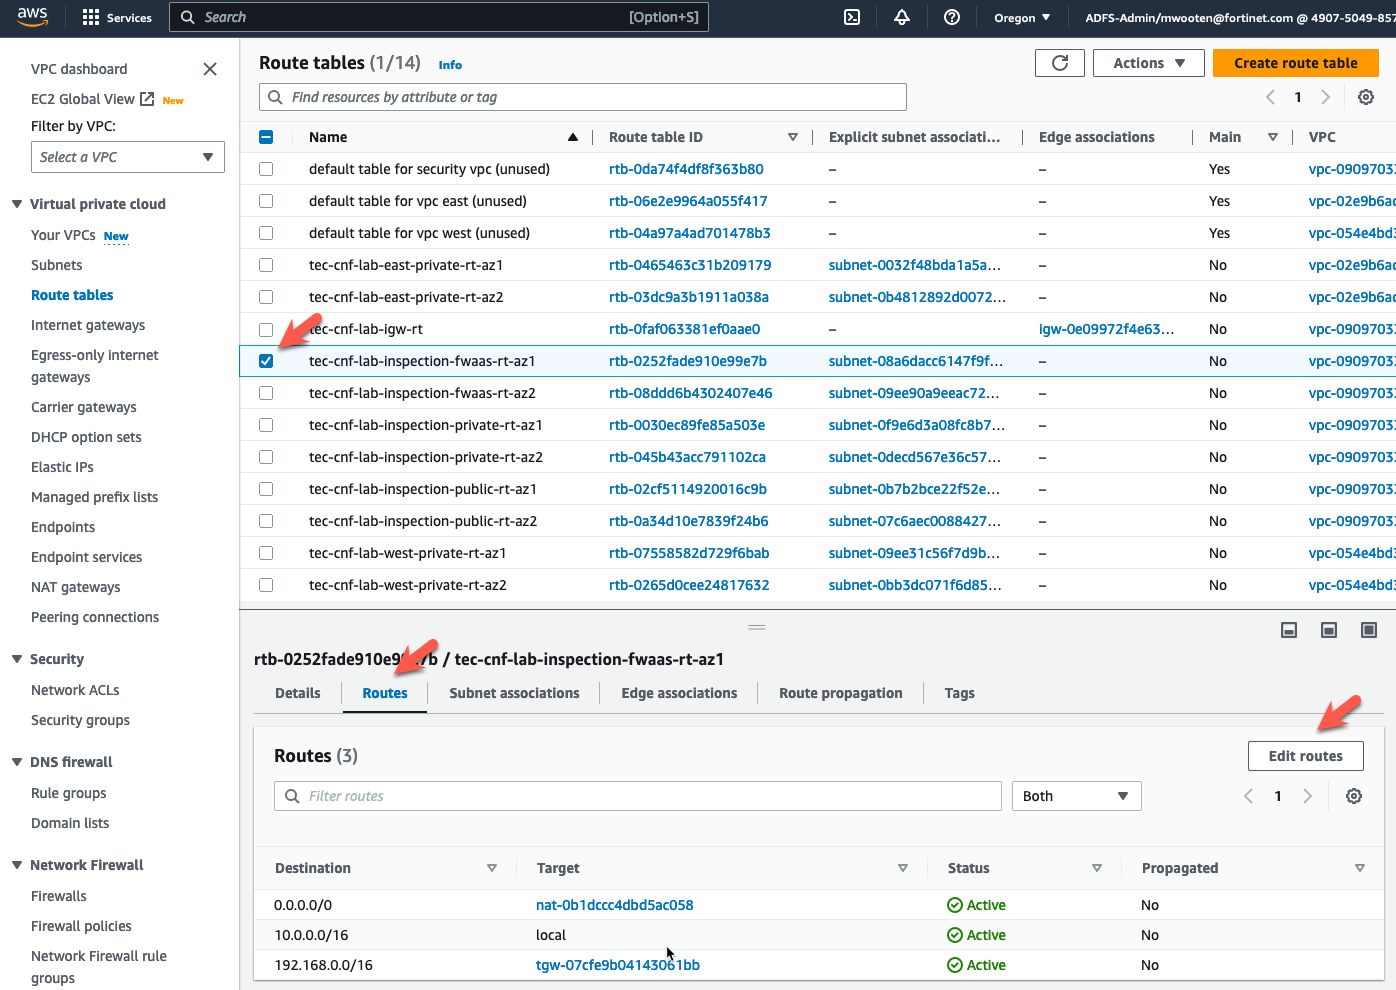 aws
Services
Search
[Option+S]
Oregon
ADFS-Admin/mwooten@fortinet.com @ 4907-5049-857
VPC dashboard
EC2 Global View
New
Filter by VPC:
Select a VPC
Virtual private cloud
Your VPCs New
Subnets
Route tables
Internet gateways
Egress-only internet
gateways
Carrier gateways
DHCP option sets
Elastic IPs
Managed prefix lists
Endpoints
Endpoint services
NAT gateways
Peering connections
Security
Network ACLs
Security groups
DNS firewall
Rule groups
Domain lists
Network Firewall
Firewalls
Firewall policies
Network Firewall rule
groups
Route tables (1/14) Info
Actions
Create route table
Find resources by attribute or tag
1
Name Route table ID Explicit subnet associati... Edge associations Main VPC
default table for security vpc (unused) rtb-0da74f4df8f363b80 – – Yes vpc-0909703
default table for vpc east (unused) rtb-06e2e9964a055f417 – – Yes vpc-02e9b6a
default table for vpc west (unused) rtb-04a97a4ad701478b3 – – Yes vpc-054e4bd
tec-cnf-lab-east-private-rt-az1 rtb-0465463c31b209179 subnet-0032f48bda1a5a... – No vpc-02e9b6a
tec-cnf-lab-east-private-rt-az2 rtb-03dc9a3b1911a038a subnet-0b4812892d0072... – No vpc-02e9b6a
tec-cnf-lab-igw-rt rtb-0faf063381ef0aae0 – igw-0e09972f4e63... No vpc-0909703
tec-cnf-lab-inspection-fwaas-rt-az1 rtb-0252fade910e99e7b subnet-08a6dacc6147f9f... – No vpc-0909703
tec-cnf-lab-inspection-fwaas-rt-az2 rtb-08ddd6b4302407e46 subnet-09ee90a9eeac72... – No vpc-0909703
tec-cnf-lab-inspection-private-rt-az1 rtb-0030ec89fe85a503e subnet-0f9e6d3a08fc8b7... – No vpc-0909703
tec-cnf-lab-inspection-private-rt-az2 rtb-045b43acc791102ca subnet-0decd567e36c57... – No vpc-0909703
tec-cnf-lab-inspection-public-rt-az1 rtb-02cf5114920016c9b subnet-0b7b2bce22f52e... – No vpc-0909703
tec-cnf-lab-inspection-public-rt-az2 rtb-0a34d10e7839f24b6 subnet-07c6aec0088427... – No vpc-0909703
tec-cnf-lab-west-private-rt-az1 rtb-07558582d729f6bab subnet-09ee31c56f7d9b... – No vpc-054e4bd
tec-cnf-lab-west-private-rt-az2 rtb-0265d0cee24817632 subnet-0bb3dc071f6d85... – No vpc-054e4bd
rtb-0252fade910e99e7b / tec-cnf-lab-inspection-fwaas-rt-az1
Details Routes Subnet associations Edge associations Route propagation Tags
Routes (3)
Edit routes
Filter routes
Both
1
Destination Target Status Propagated
0.0.0.0/0 nat-0b1dccc4dbd5ac058 Active No
10.0.0.0/16 local Active No
192.168.0.0/16 tgw-07cfe9b04143061bb Active No